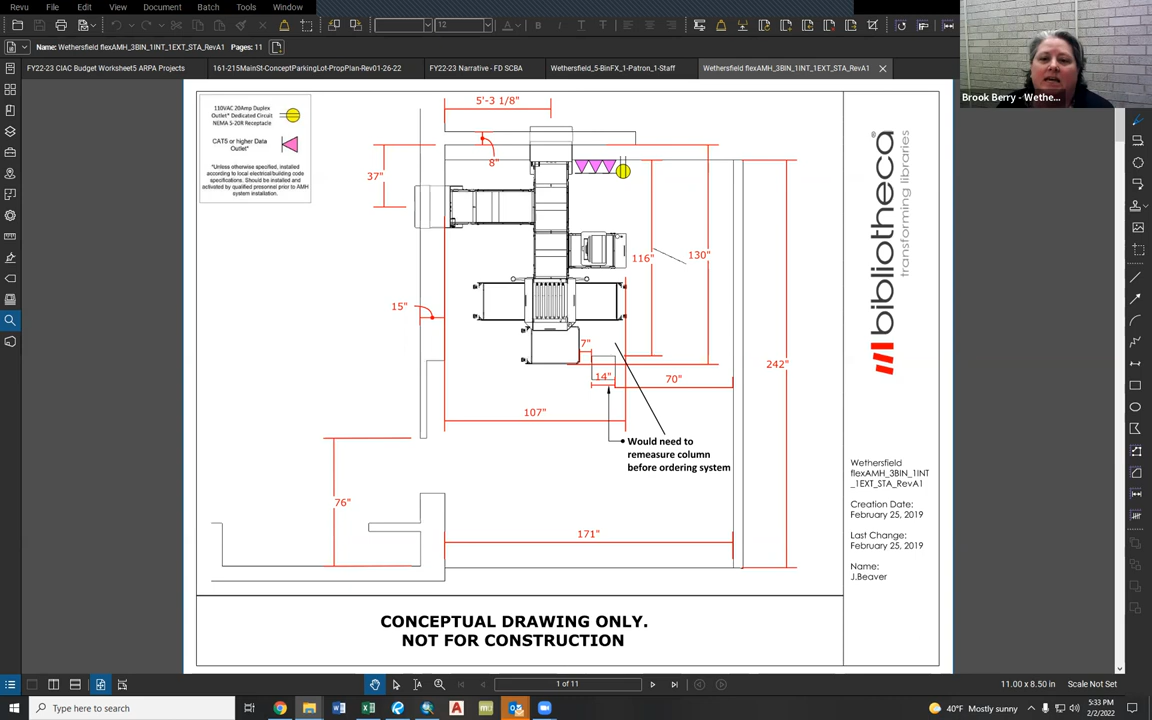 Revu File Edit View Document Batch Tools Window
12
Name: Wethersfield flexAMH_3BIN_1INT_1EXT_STA_RevA1 Pages: 11
FY22-23 CIAC Budget Worksheet5 ARPA Projects
161-215MainSt-ConceptParkingLot-PropPlan-Rev01-26-22
FY22-23 Narrative - FD SCBA
Wethersfield_5-BinFX_1-Patron_1-Staff
Wethersfield flexAMH_3BIN_1INT_1EXT_STA_RevA1
Brook Berry - Wethe...
110VAC 20Amp Duplex
Outlet* Dedicated Circuit
NEMA 5-20R Receptacle
CAT5 or higher Data
Outlet*
*Unless otherwise specified, installed
according to local electrical/building code
specifications. Should be installed and
activated by qualified personnel prior to AMH
system installation.
5'-3 1/8"
8"
37"
116"
130"
15"
7"
14"
70"
242"
107"
Would need to
remeasure column
before ordering system
76"
171"
bibliotheca
transforming libraries
Wethersfield
flexAMH_3BIN_1INT
_1EXT_STA_RevA1
Creation Date:
February 25, 2019
Last Change:
February 25, 2019
Name:
J.Beaver
CONCEPTUAL DRAWING ONLY.
NOT FOR CONSTRUCTION
1 of 11
11.00 x 8.50 in
Scale Not Set
Type here to search
40°F Mostly sunny
5:33 PM
2/2/2022